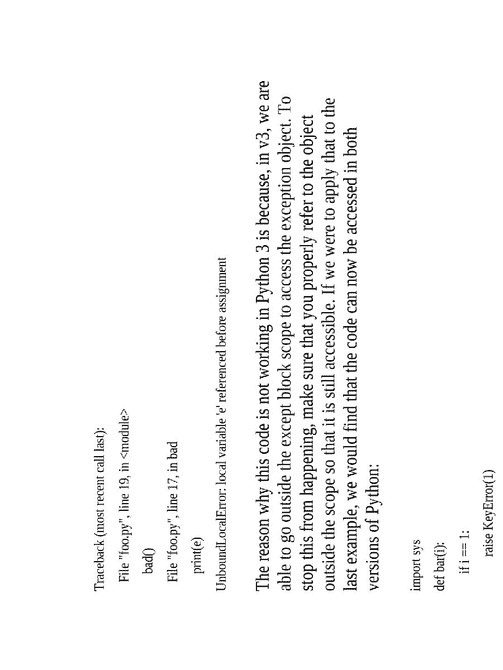 Traceback (most recent call last):
File "foo.py", line 19, in <module>
bad()
File "foo.py", line 17, in bad
print(e)
UnboundLocalError: local variable 'e' referenced before assignment
The reason why this code is not working in Python 3 is because, in v3, we are
able to go outside the except block scope to access the exception object. To
stop this from happening, make sure that you properly refer to the object
outside the scope so that it is still accessible. If we were to apply that to the
last example, we would find that the code can now be accessed in both
versions of Python:
import sys
def bar(i):
if i == 1:
raise KeyError(1)